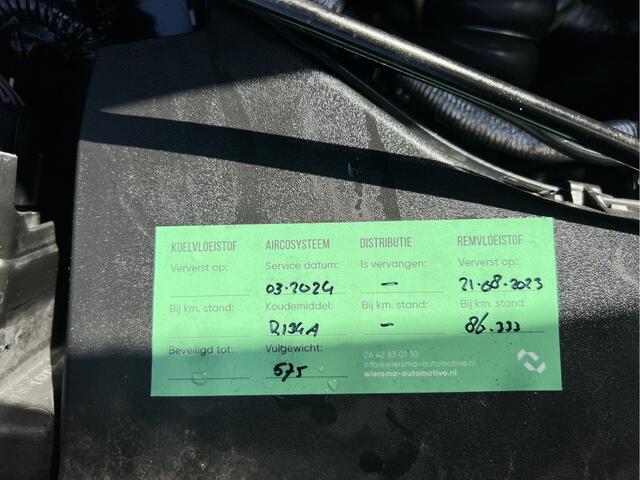 KOELVLOEISTOF
Ververst op:
Bij km. stand:
Beveiligd tot:
AIRCOSYSTEEM
Service datum:
03-2024
Koudemiddel:
R134A
Vulgewicht:
575
DISTRIBUTIE
Is vervangen:
-
Bij km. stand:
-
REMVLOEISTOF
Ververst op:
21-08-2023
Bij km. stand:
86.333
06 42 83 01 70
info@wiersma-automotive.nl
wiersma-automotive.nl